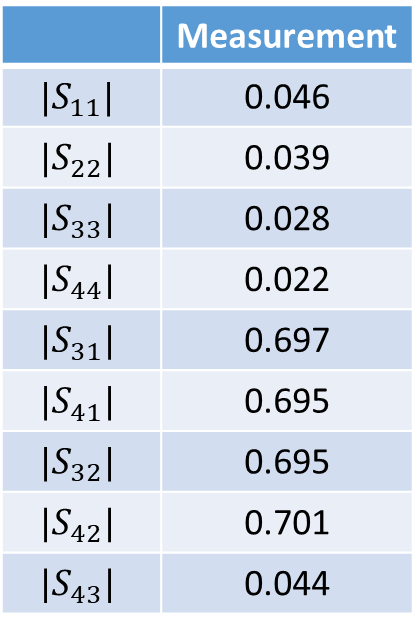 Measurement
|S₁₁| 0.046
|S₂₂| 0.039
|S₃₃| 0.028
|S₄₄| 0.022
|S₃₁| 0.697
|S₄₁| 0.695
|S₃₂| 0.695
|S₄₂| 0.701
|S₄₃| 0.044